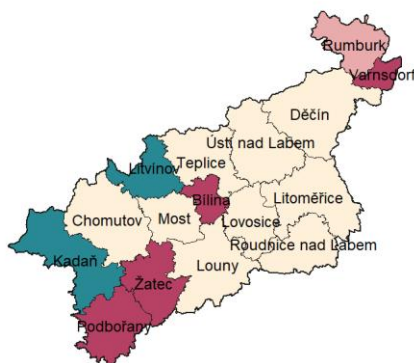 Rumburk
Varnsdorf
Děčín
Ústí nad Labem
Litvínov
Teplice
Bílina
Litoměřice
Chomutov
Most
Lovosice
Roudnice nad Labem
Kadaň
Žatec
Louny
Podbořany